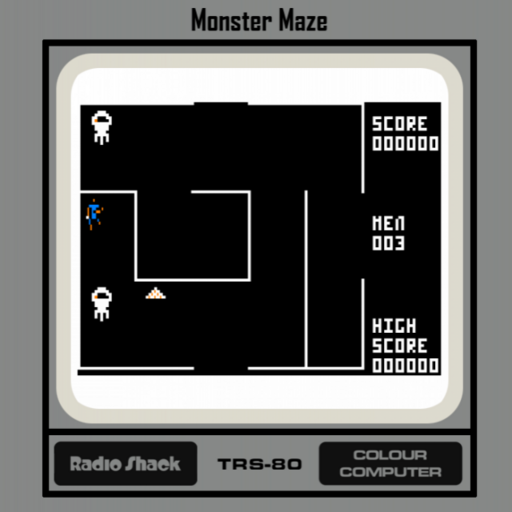 Monster Maze
SCORE
000000
MEN
003
HIGH
SCORE
000000
Radio Shack
TRS-80
COLOUR
COMPUTER